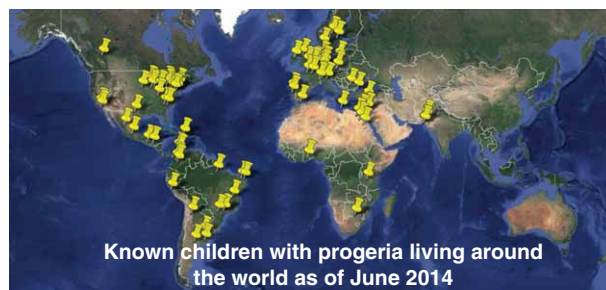 Known children with progeria living around
the world as of June 2014